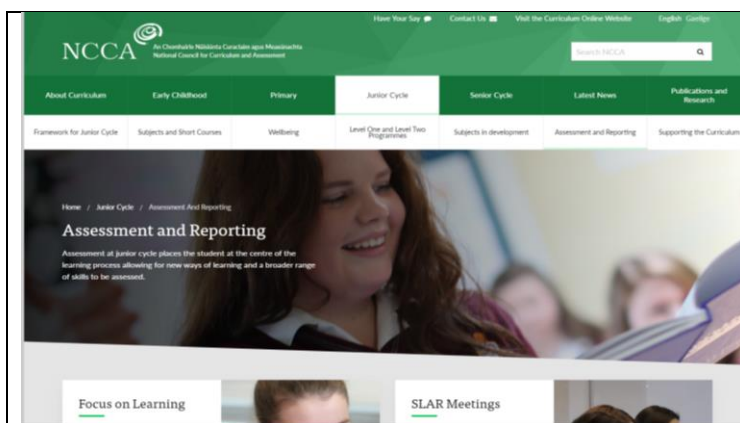 Have Your Say Contact Us Visit the Curriculum Online Website English Gaeilge
NCCA
An Chomhairle Náisiúnta Curaclaim agus Measúnachta
National Council for Curriculum and Assessment
Search NCCA
About Curriculum Early Childhood Primary Junior Cycle Senior Cycle Latest News Publications and Research
Framework for Junior Cycle Subjects and Short Courses Wellbeing Level One and Level Two Programmes Subjects in development Assessment and Reporting Supporting the Curriculum
Home / Junior Cycle / Assessment And Reporting
Assessment and Reporting
Assessment at junior cycle places the student at the centre of the
learning process allowing for new ways of learning and a broader range
of skills to be assessed.
Focus on Learning SLAR Meetings